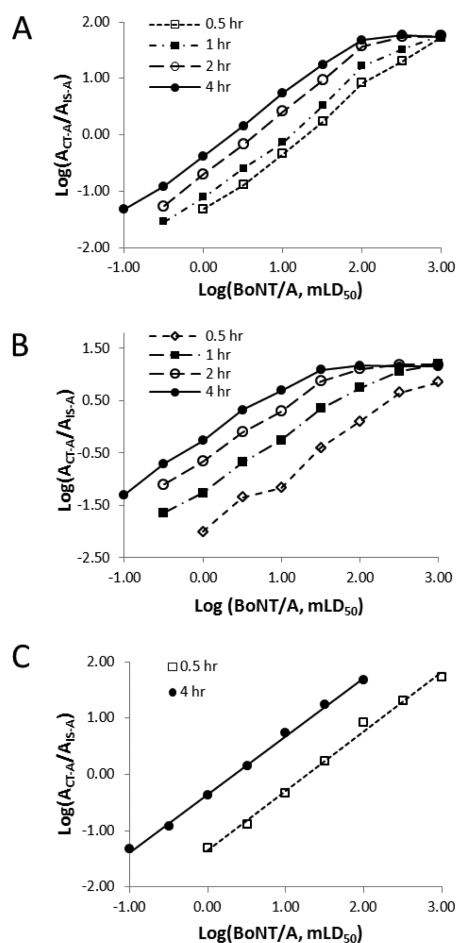 A
2.00
1.00
0.00
-1.00
-2.00
Log(A_CT-A/A_IS-A)
0.5 hr
1 hr
2 hr
4 hr
-1.00 0.00 1.00 2.00 3.00
Log(BoNT/A, mLD₅₀)
B
1.50
0.50
-0.50
-1.50
-2.50
Log(A_CT-A/A_IS-A)
0.5 hr
1 hr
2 hr
4 hr
-1.00 0.00 1.00 2.00 3.00
Log (BoNT/A, mLD₅₀)
C
2.00
1.00
0.00
-1.00
-2.00
Log(A_CT-A/A_IS-A)
0.5 hr
4 hr
-1.00 0.00 1.00 2.00 3.00
Log(BoNT/A, mLD₅₀)